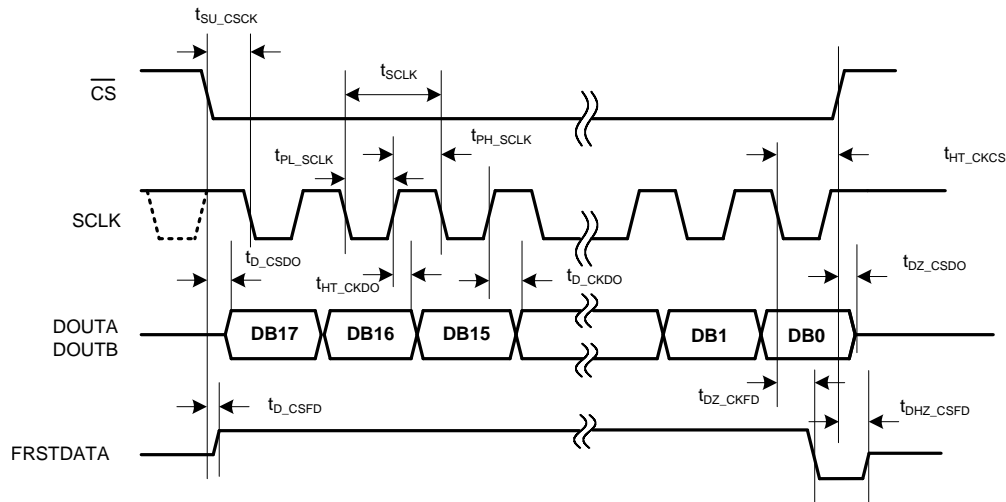 tSU_CSCK
CS
tSCLK
tPH_SCLK
tPL_SCLK
tHT_CKCS
SCLK
tD_CSDO
tHT_CKDO
tD_CKDO
tDZ_CSDO
DOUTA
DOUTB
DB17
DB16
DB15
DB1
DB0
tD_CSFD
tDZ_CKFD
tDHZ_CSFD
FRSTDATA